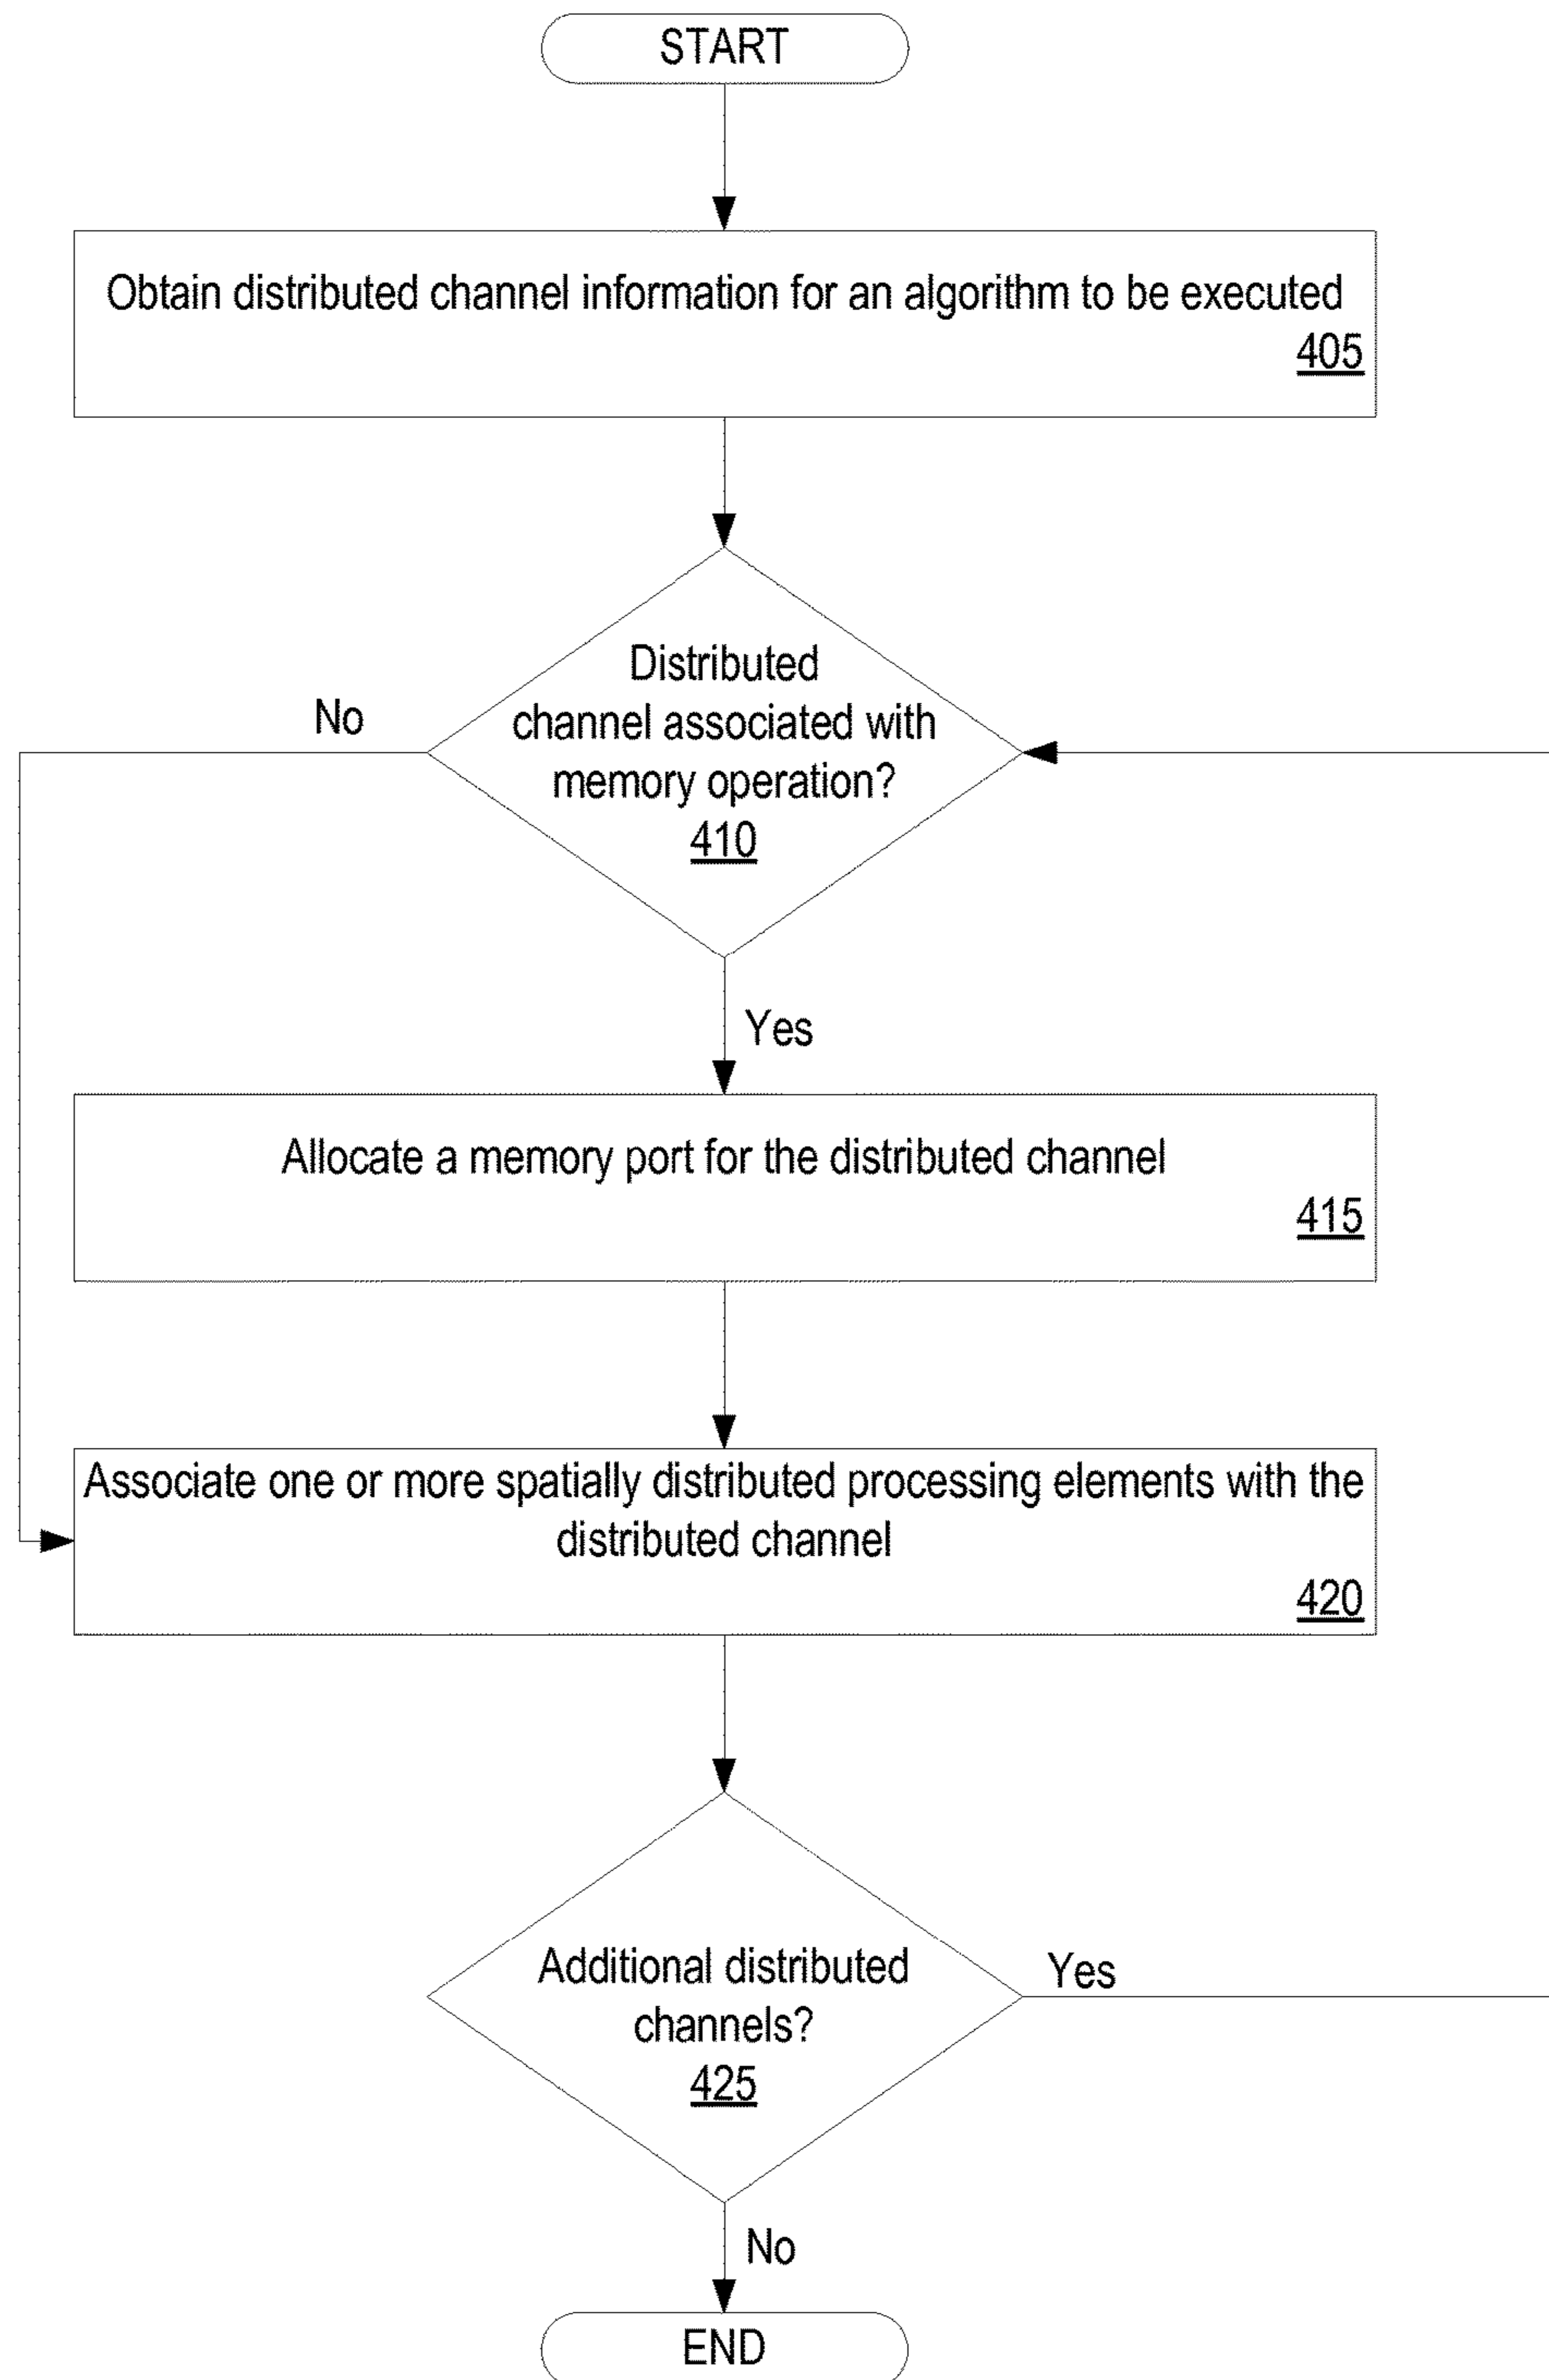 START
Obtain distributed channel information for an algorithm to be executed
405
Distributed
channel associated with
memory operation?
410
No
Yes
Allocate a memory port for the distributed channel
415
Associate one or more spatially distributed processing elements with the
distributed channel
420
Additional distributed
channels?
425
Yes
No
END